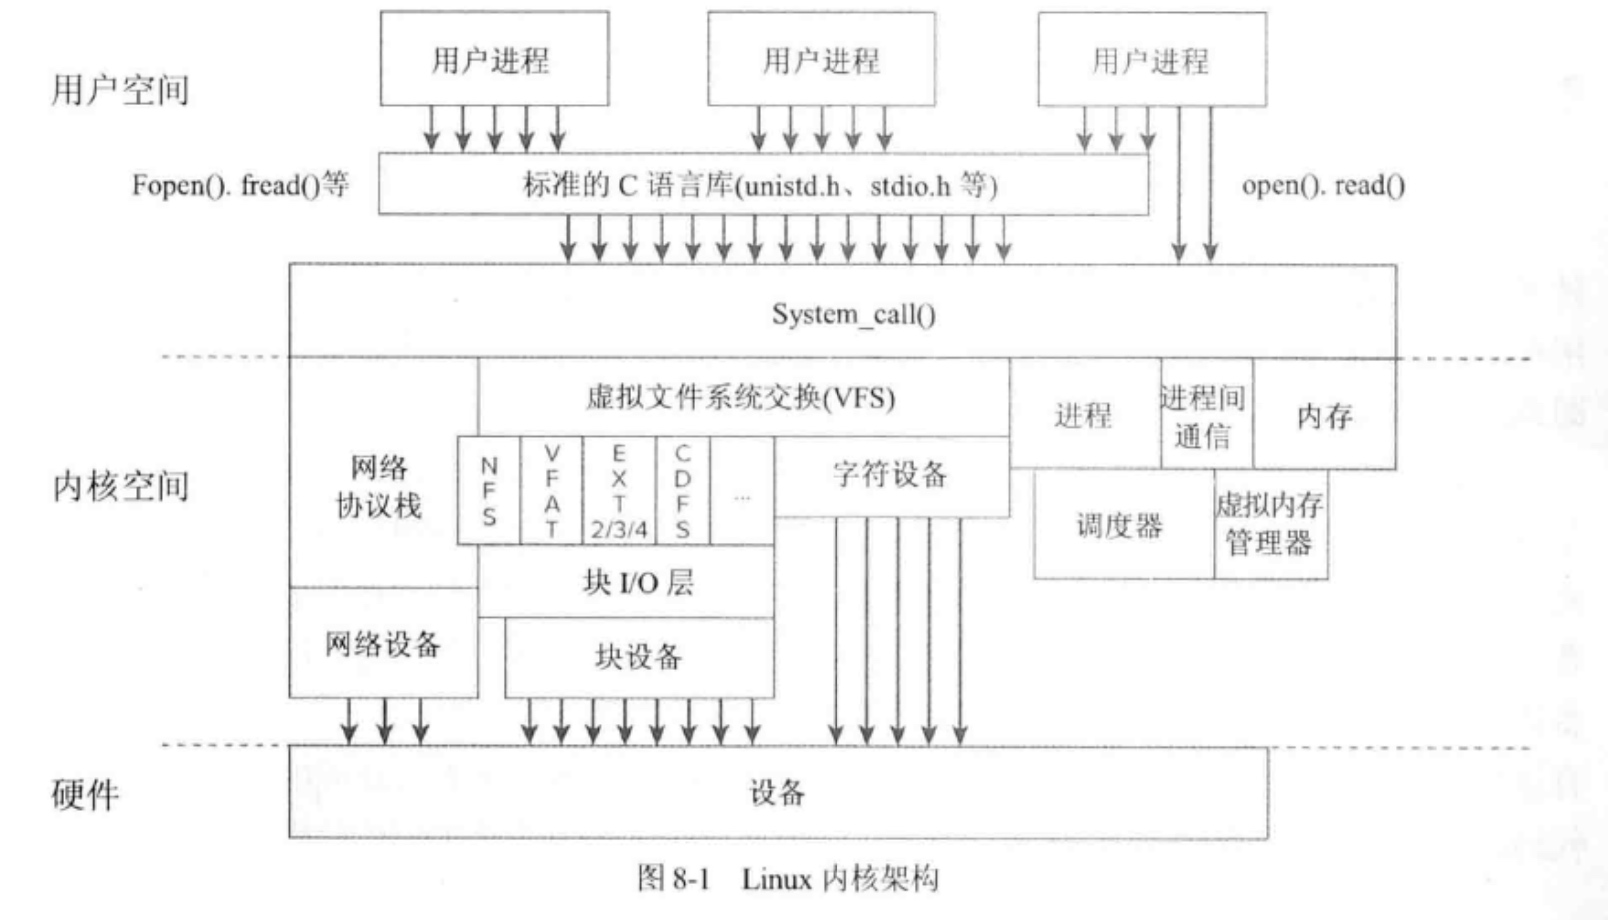 用户进程
用户进程
用户进程
用户空间
Fopen(). fread()等
标准的 C 语言库(unistd.h、stdio.h 等)
open(). read()
System_call()
虚拟文件系统交换(VFS)
进程
进程间
通信
内存
内核空间
网络
协议栈
NFS
VFAT
EXT
2/3/4
CDFS
...
字符设备
调度器
虚拟内存
管理器
块 I/O 层
网络设备
块设备
硬件
设备
图 8-1 Linux 内核架构